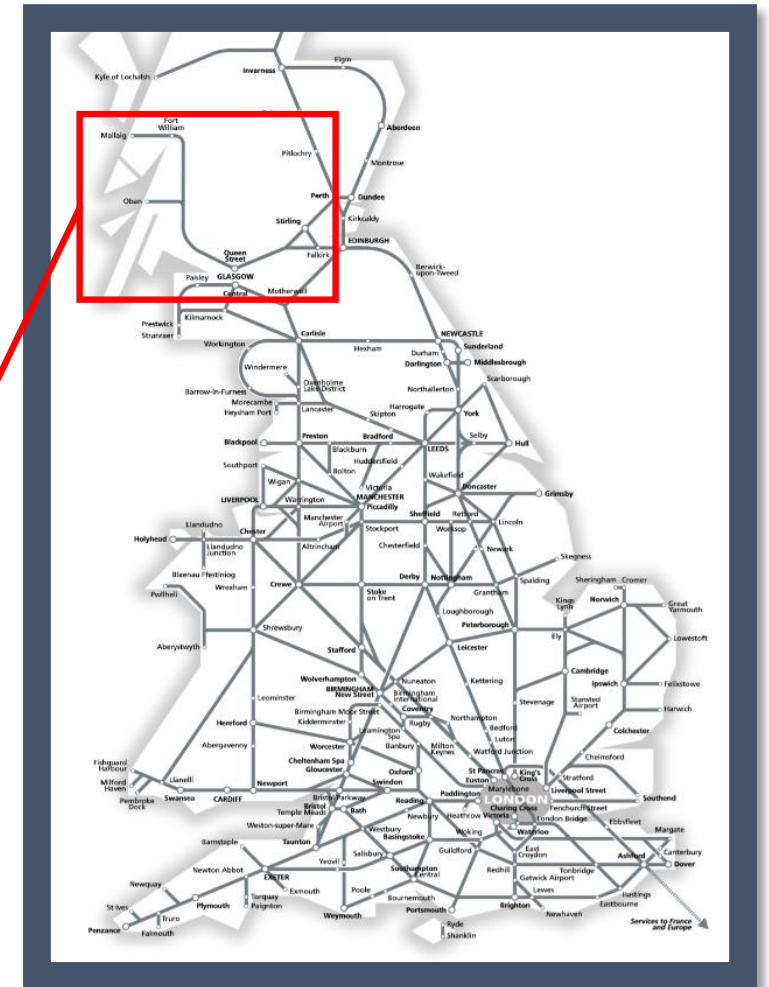 Elgin
Inverness
Kyle of Lochalsh
Fort
William
Aberdeen
Mallaig
Pitlochry
Montrose
Perth
Dundee
Oban
Kirkcaldy
Stirling
EDINBURGH
Queen
Street
Falkirk
Berwick-
upon-Tweed
Paisley
GLASGOW
Central
Motherwell
Kilmarnock
Prestwick
Stranraer
Carlisle
NEWCASTLE
Workington
Hexham
Sunderland
Durham
Darlington
Middlesbrough
Windermere
Scarborough
Oxenholme
Lake District
Northallerton
Barrow-in-Furness
Morecambe
Heysham Port
Lancaster
Harrogate
York
Skipton
Blackpool
Preston
Bradford
Selby
Hull
Blackburn
LEEDS
Huddersfield
Southport
Bolton
Wakefield
Wigan
Victoria
Doncaster
MANCHESTER
Piccadilly
Grimsby
LIVERPOOL
Warrington
Sheffield
Retford
Manchester
Airport
Lincoln
Llandudno
Stockport
Worksop
Holyhead
Chester
Llandudno
Junction
Altrincham
Chesterfield
Newark
Skegness
Blaenau Ffestiniog
Crewe
Derby
Nottingham
Spalding
Sheringham
Cromer
Pwllheli
Wrexham
Stoke
on Trent
Grantham
Kings
Lynn
Norwich
Great
Yarmouth
Loughborough
Shrewsbury
Peterborough
Ely
Lowestoft
Aberystwyth
Stafford
Leicester
Wolverhampton
Cambridge
BIRMINGHAM
New Street
Nuneaton
Kettering
Ipswich
Felixstowe
Leominster
Birmingham
International
Stevenage
Stansted
Airport
Birmingham Moor Street
Coventry
Harwich
Hereford
Kidderminster
Rugby
Northampton
Leamington
Spa
Bedford
Colchester
Abergavenny
Worcester
Banbury
Milton
Keynes
Luton
Watford Junction
Chelmsford
Cheltenham Spa
Gloucester
Fishguard
Harbour
Oxford
St Pancras
Euston
King's
Cross
Stratford
Milford
Haven
Llanelli
Newport
Swindon
Paddington
Marylebone
Liverpool Street
Pembroke
Dock
Swansea
CARDIFF
Bristol Parkway
Reading
LONDON
Fenchurch Street
Southend
Bristol
Temple Meads
Bath
Newbury
Heathrow
Victoria
Charing Cross
London Bridge
Ebbsfleet
Weston-super-Mare
Westbury
Basingstoke
Woking
Waterloo
Margate
Barnstaple
Taunton
Salisbury
Guildford
East
Croydon
Canterbury
Newton Abbot
Yeovil
Southampton
Central
Redhill
Tonbridge
Ashford
Dover
EXETER
Gatwick Airport
Newquay
Exmouth
Poole
Lewes
Hastings
Torquay
Paignton
Bournemouth
Eastbourne
St Ives
Plymouth
Weymouth
Portsmouth
Brighton
Newhaven
Truro
Penzance
Falmouth
Ryde
Shanklin
Services to France
and Europe